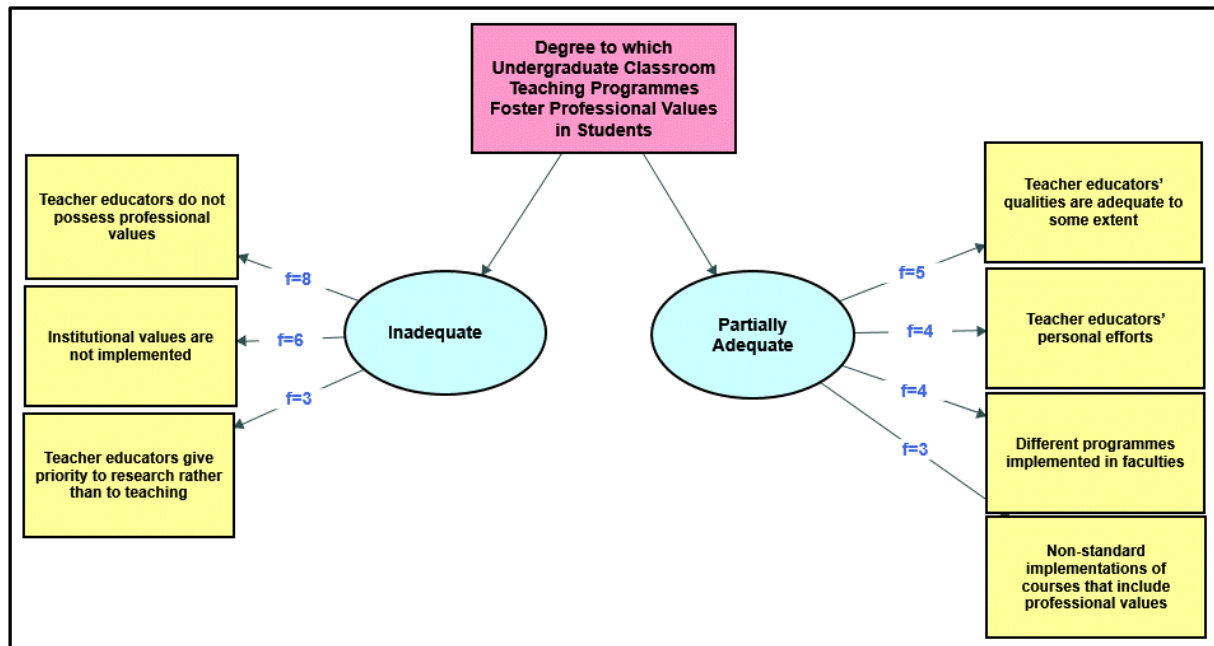 Degree to which
Undergraduate Classroom
Teaching Programmes
Foster Professional Values
in Students
Teacher educators do not
possess professional
values
Institutional values are
not implemented
Teacher educators give
priority to research rather
than to teaching
f=8
f=6
f=3
Inadequate
Partially
Adequate
f=5
f=4
f=4
f=3
Teacher educators’
qualities are adequate to
some extent
Teacher educators’
personal efforts
Different programmes
implemented in faculties
Non-standard
implementations of
courses that include
professional values